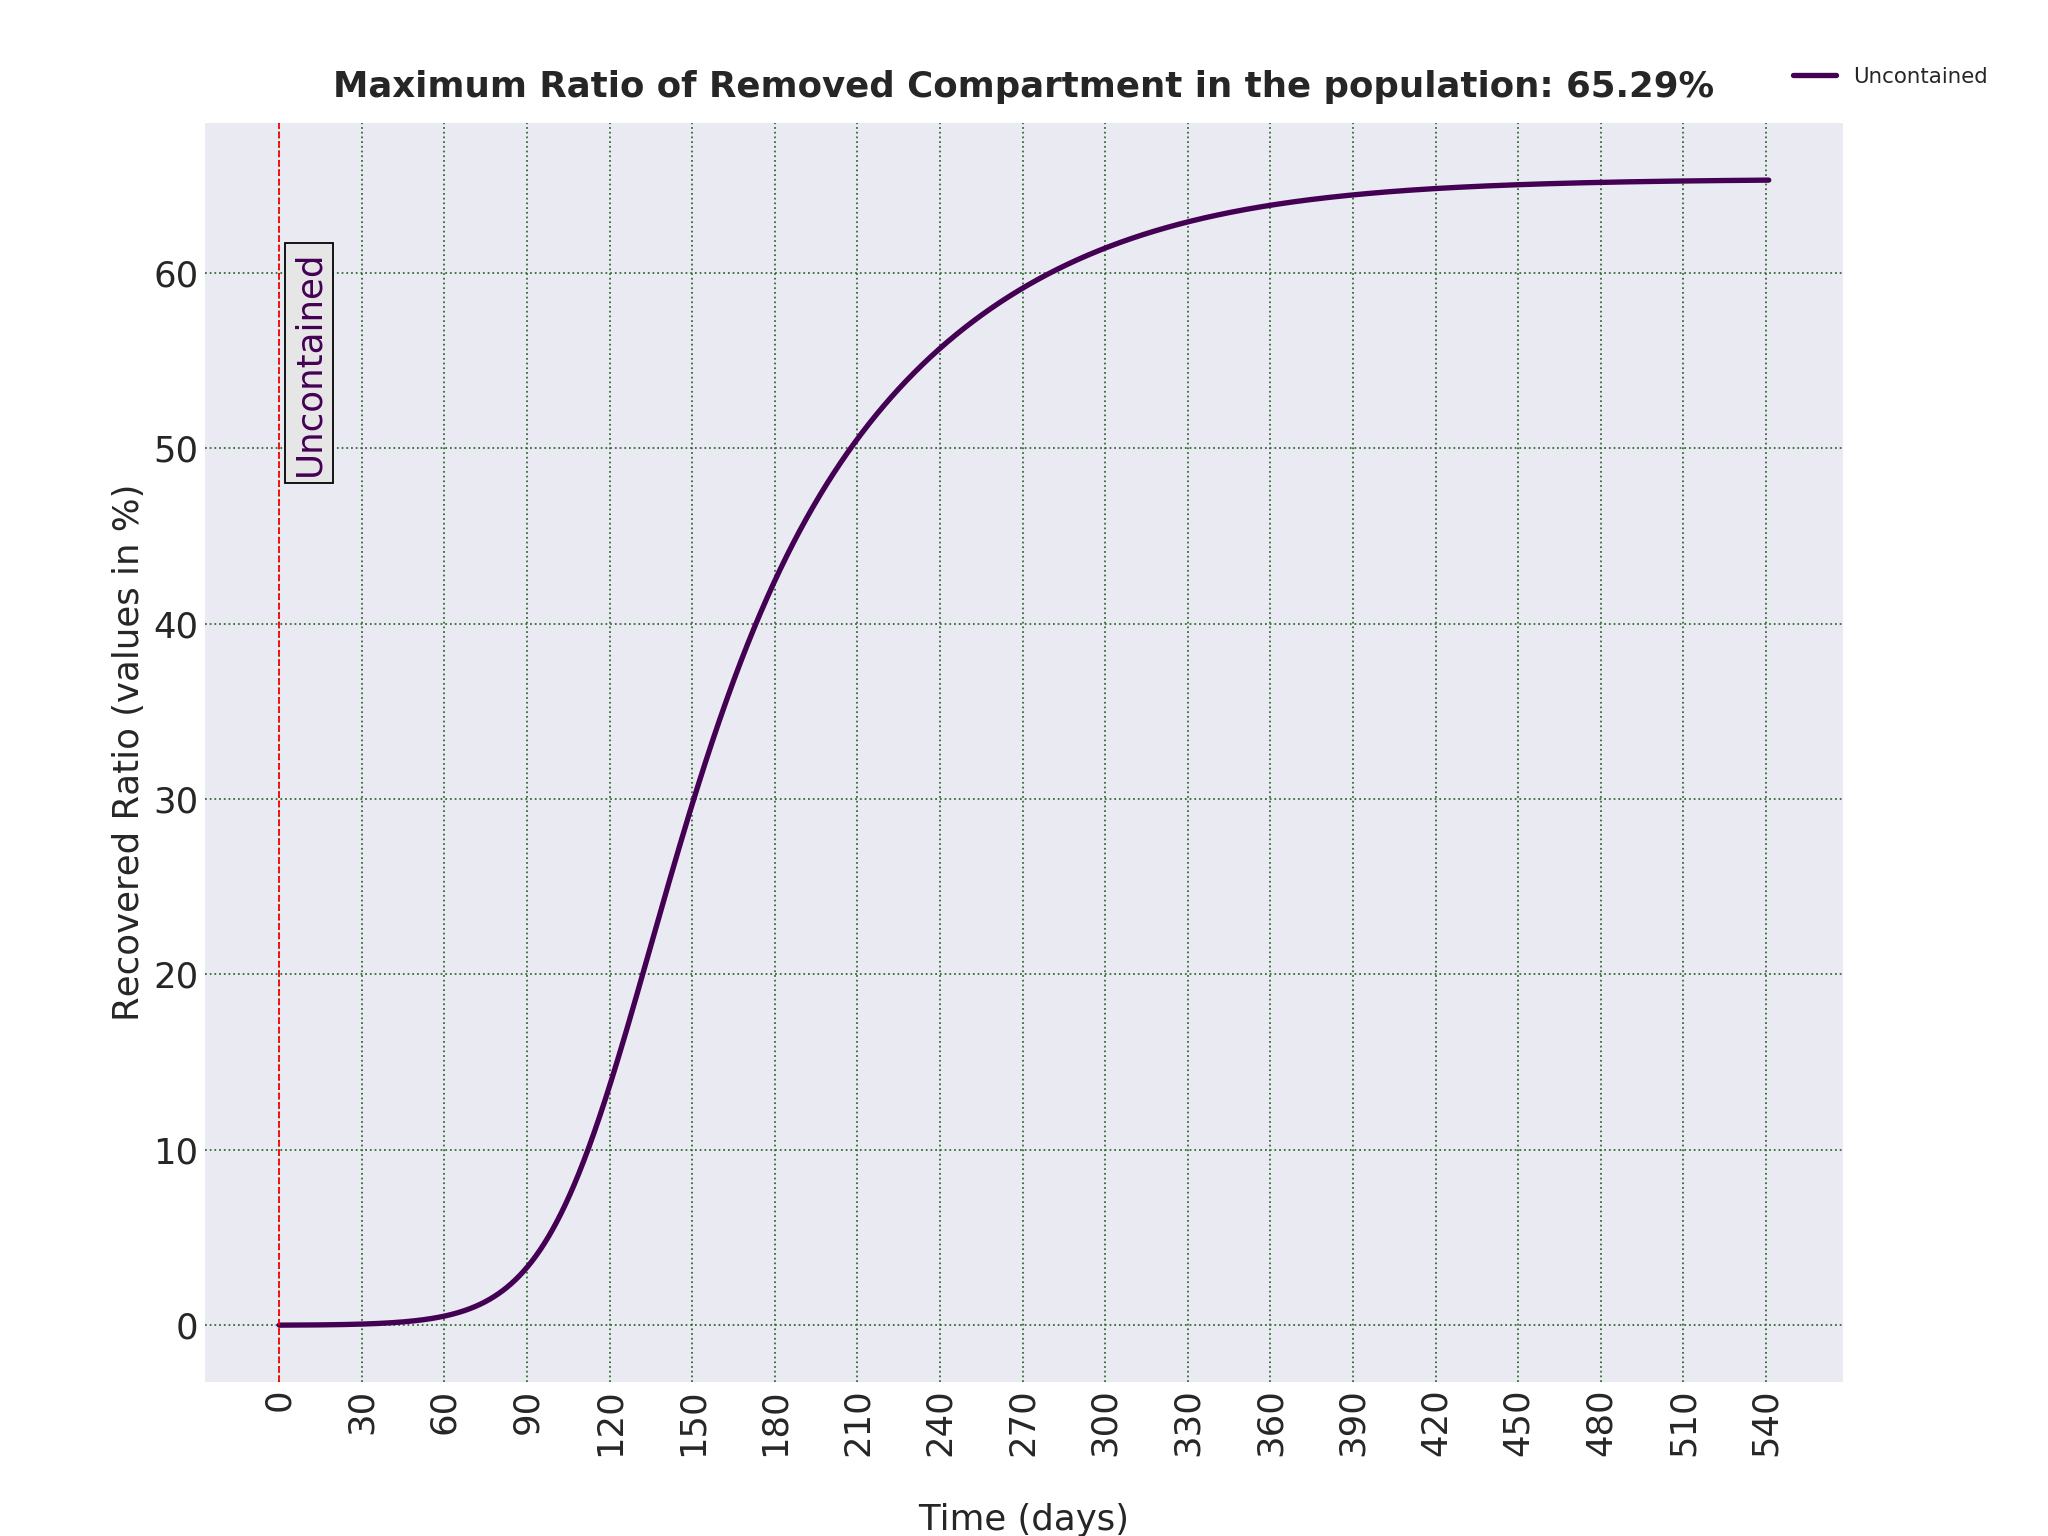 Maximum Ratio of Removed Compartment in the population: 65.29%
Uncontained
Uncontained
Recovered Ratio (values in %)
60
50
40
30
20
10
0
0 30 60 90 120 150 180 210 240 270 300 330 360 390 420 450 480 510 540
Time (days)